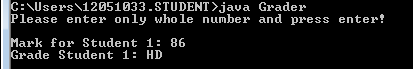 C:\Users\12051033.STUDENT>java Grader
Please enter only whole number and press enter!
Mark for Student 1: 86
Grade Student 1: HD